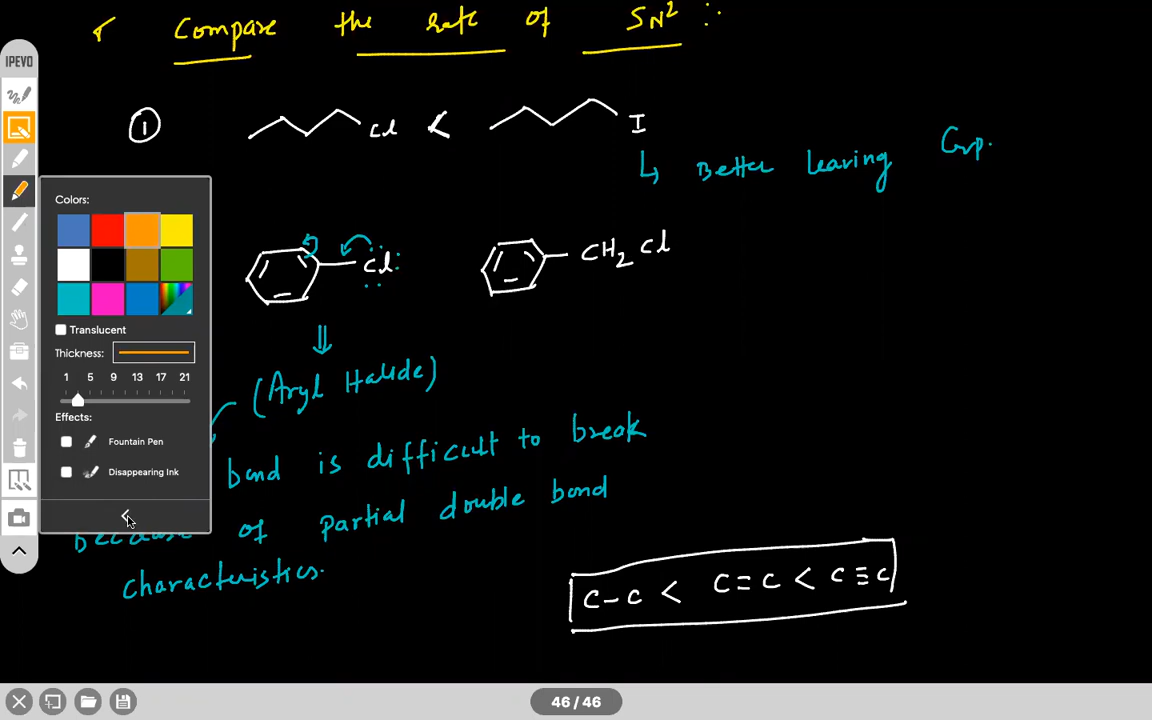 Compare the rate of SN2 :
IPEVO
① Cl < I
↳ Better leaving Grp.
Colors:
Cl CH2 Cl
Translucent
Thickness:
1 5 9 13 17 21
(Aryl Halide)
Effects:
Fountain Pen
bond is difficult to break
Disappearing Ink
because of partial double bond
characteristics.
C-C < C=C < C≡C
46 / 46